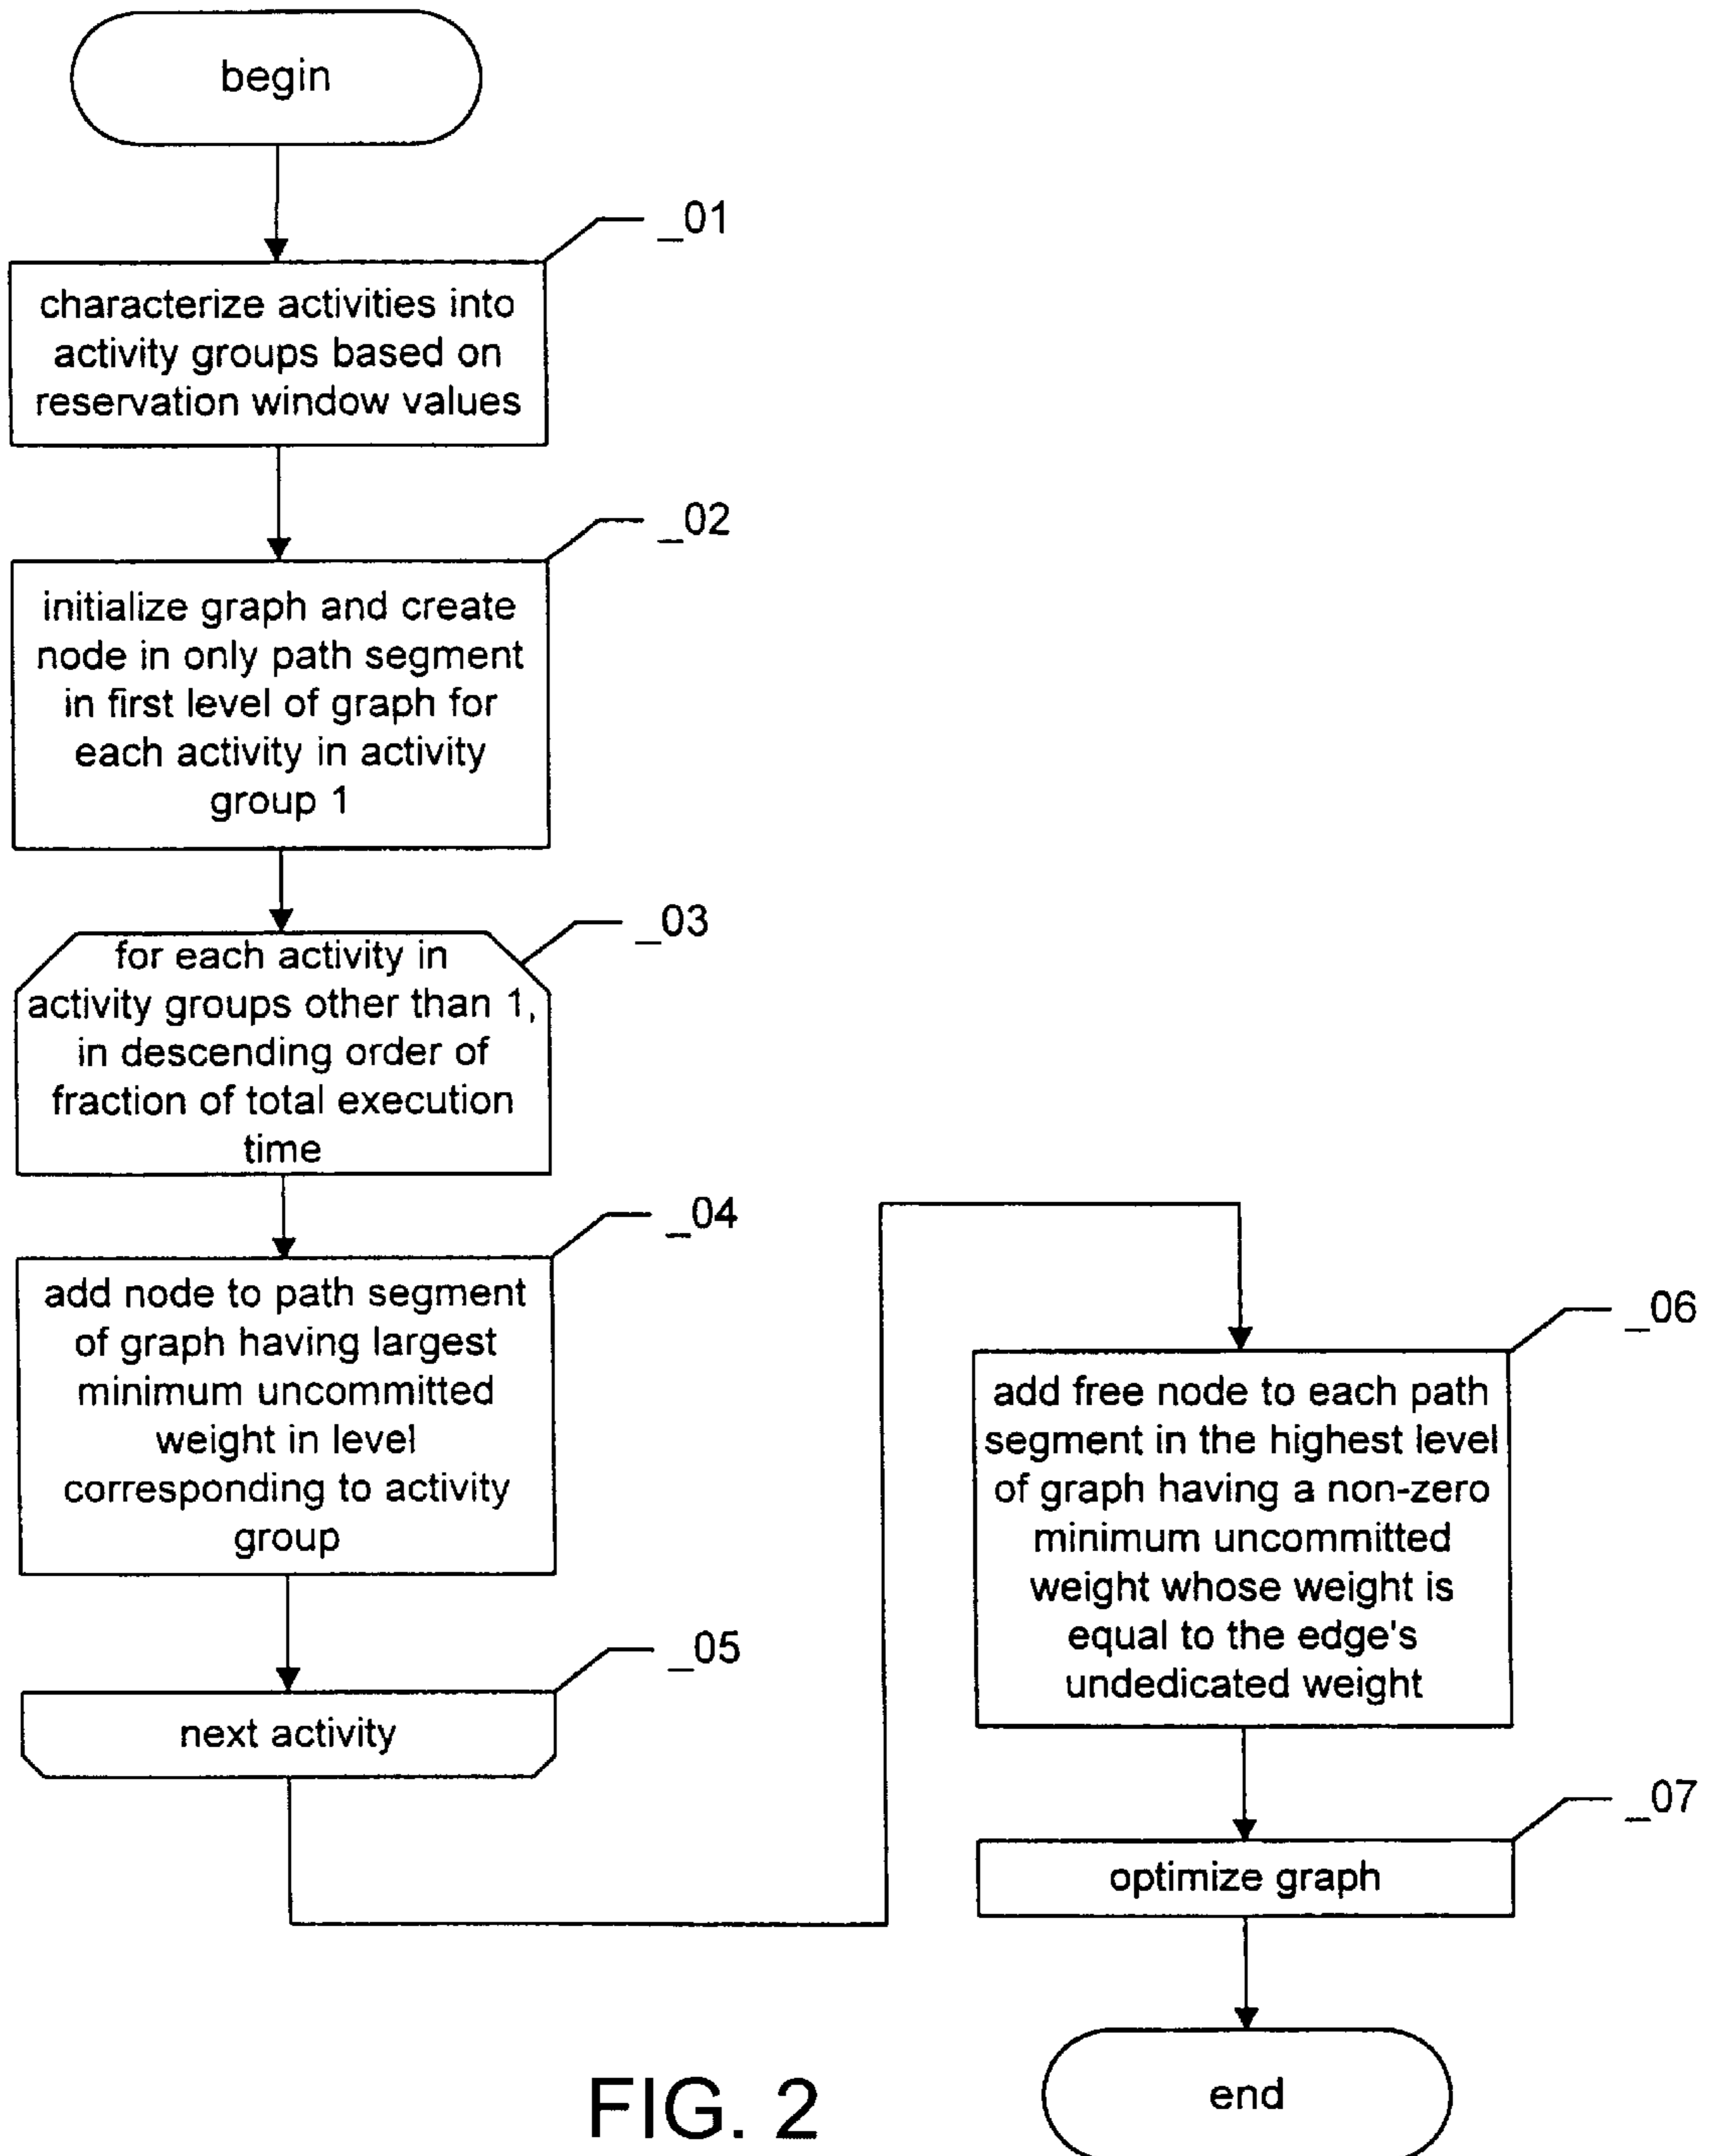 begin
_01
characterize activities into
activity groups based on
reservation window values
_02
initialize graph and create
node in only path segment
in first level of graph for
each activity in activity
group 1
_03
for each activity in
activity groups other than 1,
in descending order of
fraction of total execution
time
_04
add node to path segment
of graph having largest
minimum uncommitted
weight in level
corresponding to activity
group
_05
next activity
_06
add free node to each path
segment in the highest level
of graph having a non-zero
minimum uncommitted
weight whose weight is
equal to the edge's
undedicated weight
_07
optimize graph
end
FIG. 2